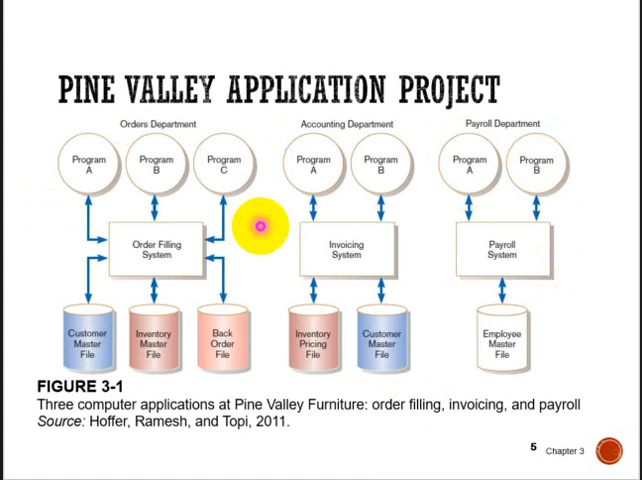 PINE VALLEY APPLICATION PROJECT
Orders Department
Accounting Department
Payroll Department
Program
A
Program
B
Program
C
Program
A
Program
B
Program
A
Program
B
Order Filling
System
Invoicing
System
Payroll
System
Customer
Master
File
Inventory
Master
File
Back
Order
File
Inventory
Pricing
File
Customer
Master
File
Employee
Master
File
FIGURE 3-1
Three computer applications at Pine Valley Furniture: order filling, invoicing, and payroll
Source: Hoffer, Ramesh, and Topi, 2011.
5 Chapter 3